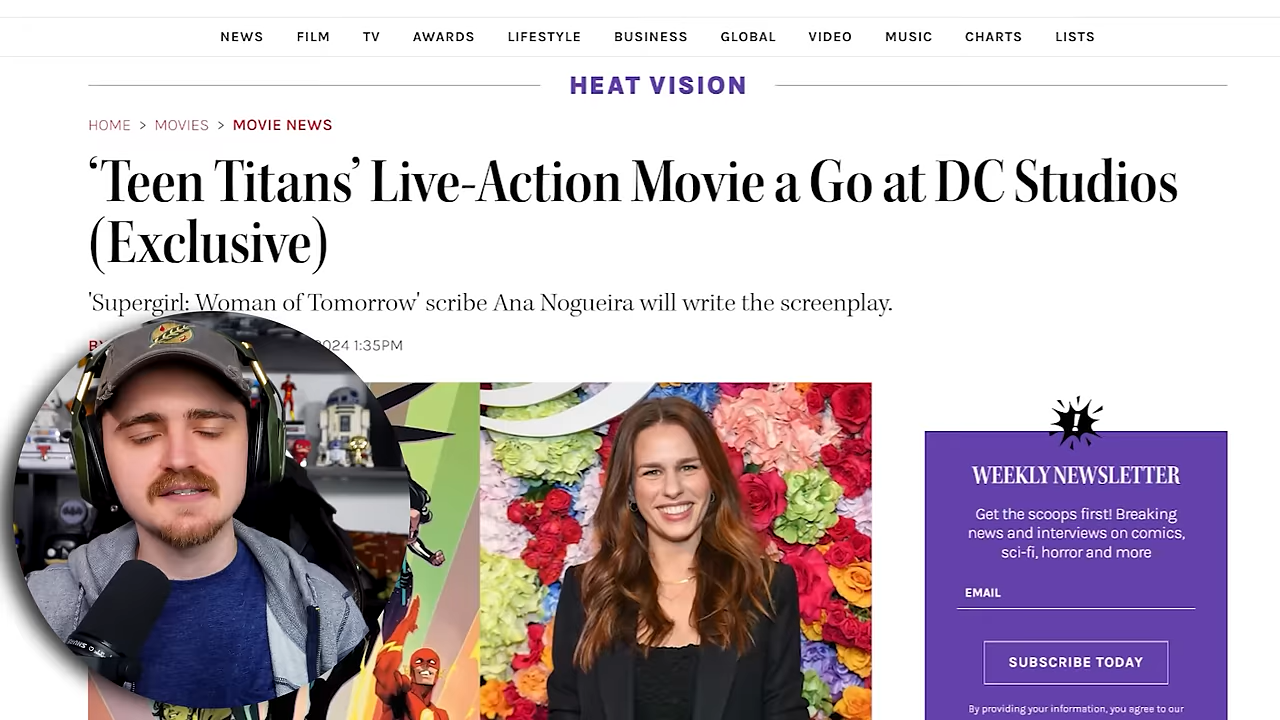 NEWS FILM TV AWARDS LIFESTYLE BUSINESS GLOBAL VIDEO MUSIC CHARTS LISTS
HEAT VISION
HOME > MOVIES > MOVIE NEWS
‘Teen Titans’ Live-Action Movie a Go at DC Studios
(Exclusive)
'Supergirl: Woman of Tomorrow' scribe Ana Nogueira will write the screenplay.
2024 1:35PM
WEEKLY NEWSLETTER
Get the scoops first! Breaking
news and interviews on comics,
sci-fi, horror and more
EMAIL
SUBSCRIBE TODAY
By providing your information, you agree to our